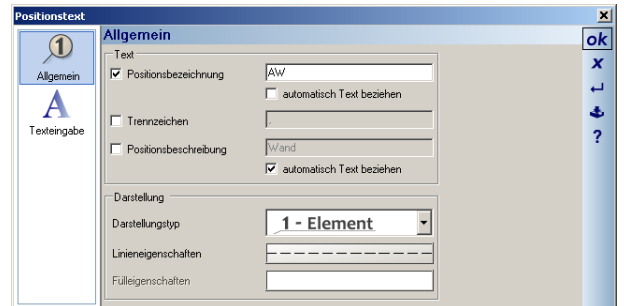 Positionstext
Allgemein
Text
Positionsbezeichnung
AW
automatisch Text beziehen
Trennzeichen
,
Positionsbeschreibung
Wand
automatisch Text beziehen
Darstellung
Darstellungstyp
1 - Element
Linieneigenschaften
Fülleigenschaften
1
Allgemein
A
Texteingabe
ok
x
?